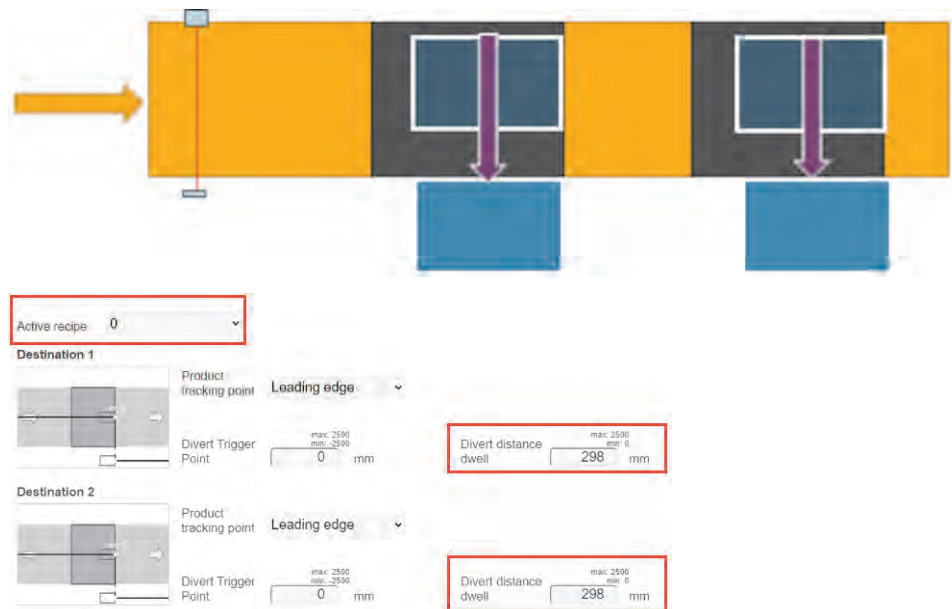 Active recipe 0
Destination 1
Product
tracking point Leading edge
Divert Trigger
Point
max: 2500
min: -2500
0 mm
Divert distance
dwell
max: 2500
min: 0
298 mm
Destination 2
Product
tracking point Leading edge
Divert Trigger
Point
max: 2500
min: -2500
0 mm
Divert distance
dwell
max: 2500
min: 0
298 mm